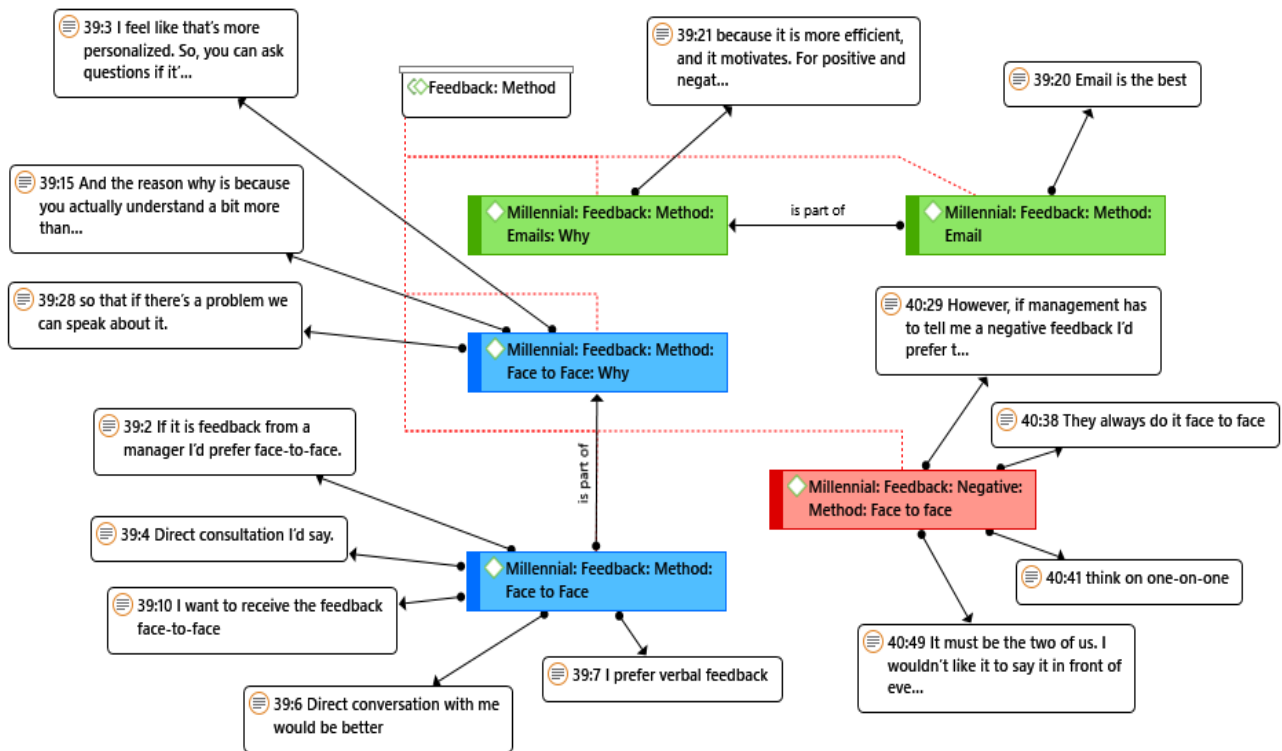 39:3 I feel like that's more
personalized. So, you can ask
questions if it'...
39:21 because it is more efficient,
and it motivates. For positive and
negat...
Feedback: Method
39:20 Email is the best
39:15 And the reason why is because
you actually understand a bit more
than...
Millennial: Feedback: Method:
Emails: Why
is part of
Millennial: Feedback: Method:
Email
39:28 so that if there's a problem we
can speak about it.
40:29 However, if management has
to tell me a negative feedback I'd
prefer t...
Millennial: Feedback: Method:
Face to Face: Why
39:2 If it is feedback from a
manager I'd prefer face-to-face.
is part of
40:38 They always do it face to face
Millennial: Feedback: Negative:
Method: Face to face
39:4 Direct consultation I'd say.
Millennial: Feedback: Method:
Face to Face
40:41 think on one-on-one
39:10 I want to receive the feedback
face-to-face
40:49 It must be the two of us. I
wouldn't like it to say it in front of
eve...
39:7 I prefer verbal feedback
39:6 Direct conversation with me
would be better